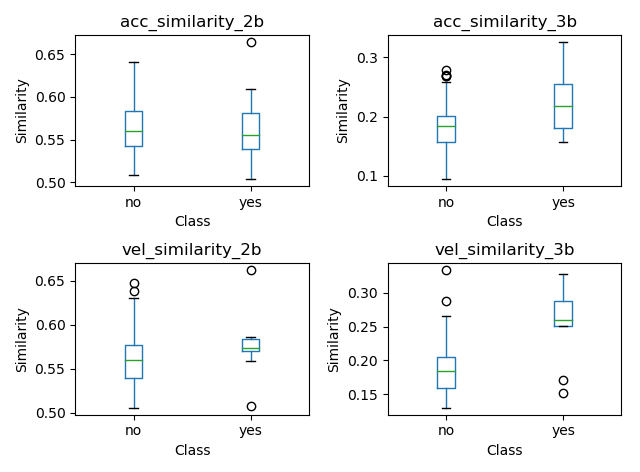 acc_similarity_2b
Similarity
0.65
0.60
0.55
0.50
no yes
Class
acc_similarity_3b
Similarity
0.3
0.2
0.1
no yes
Class
vel_similarity_2b
Similarity
0.65
0.60
0.55
0.50
no yes
Class
vel_similarity_3b
Similarity
0.30
0.25
0.20
0.15
no yes
Class